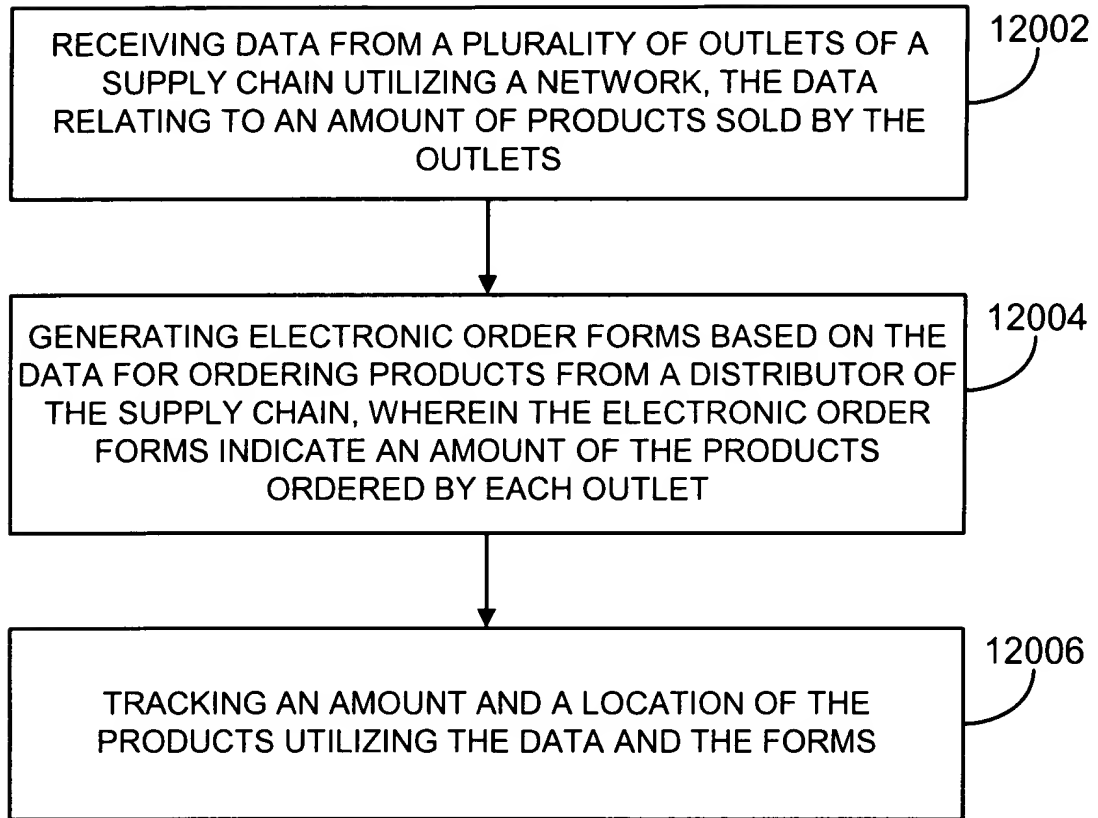 RECEIVING DATA FROM A PLURALITY OF OUTLETS OF A
SUPPLY CHAIN UTILIZING A NETWORK, THE DATA
RELATING TO AN AMOUNT OF PRODUCTS SOLD BY THE
OUTLETS
12002
GENERATING ELECTRONIC ORDER FORMS BASED ON THE
DATA FOR ORDERING PRODUCTS FROM A DISTRIBUTOR OF
THE SUPPLY CHAIN, WHEREIN THE ELECTRONIC ORDER
FORMS INDICATE AN AMOUNT OF THE PRODUCTS
ORDERED BY EACH OUTLET
12004
TRACKING AN AMOUNT AND A LOCATION OF THE
PRODUCTS UTILIZING THE DATA AND THE FORMS
12006